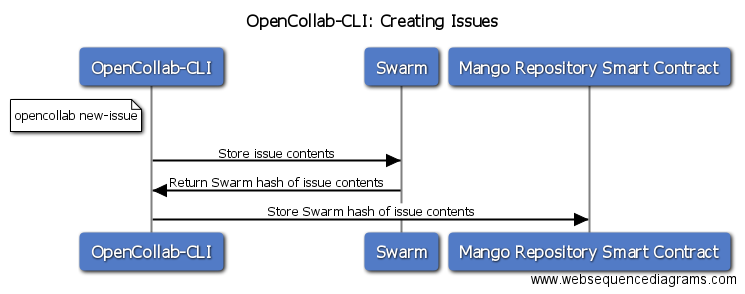 OpenCollab-CLI: Creating Issues
OpenCollab-CLI
Swarm
Mango Repository Smart Contract
opencollab new-issue
Store issue contents
Return Swarm hash of issue contents
Store Swarm hash of issue contents
OpenCollab-CLI
Swarm
Mango Repository Smart Contract
www.websequencediagrams.com